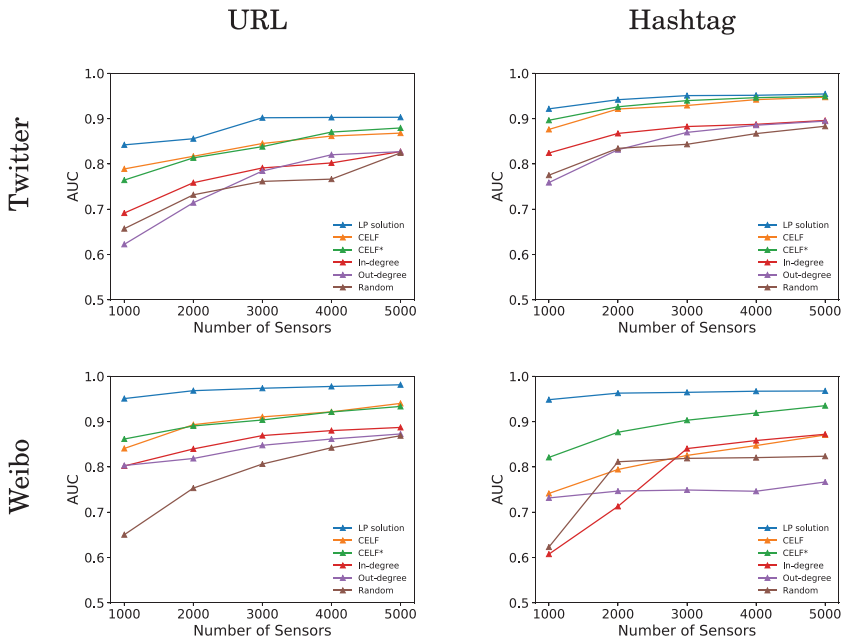 URL
Hashtag
Twitter
1.0
0.9
0.8
0.7
0.6
0.5
AUC
LP solution
CELF
CELF*
In-degree
Out-degree
Random
1000 2000 3000 4000 5000
Number of Sensors
1.0
0.9
0.8
0.7
0.6
0.5
AUC
LP solution
CELF
CELF*
In-degree
Out-degree
Random
1000 2000 3000 4000 5000
Number of Sensors
Weibo
1.0
0.9
0.8
0.7
0.6
0.5
AUC
LP solution
CELF
CELF*
In-degree
Out-degree
Random
1000 2000 3000 4000 5000
Number of Sensors
1.0
0.9
0.8
0.7
0.6
0.5
AUC
LP solution
CELF
CELF*
In-degree
Out-degree
Random
1000 2000 3000 4000 5000
Number of Sensors